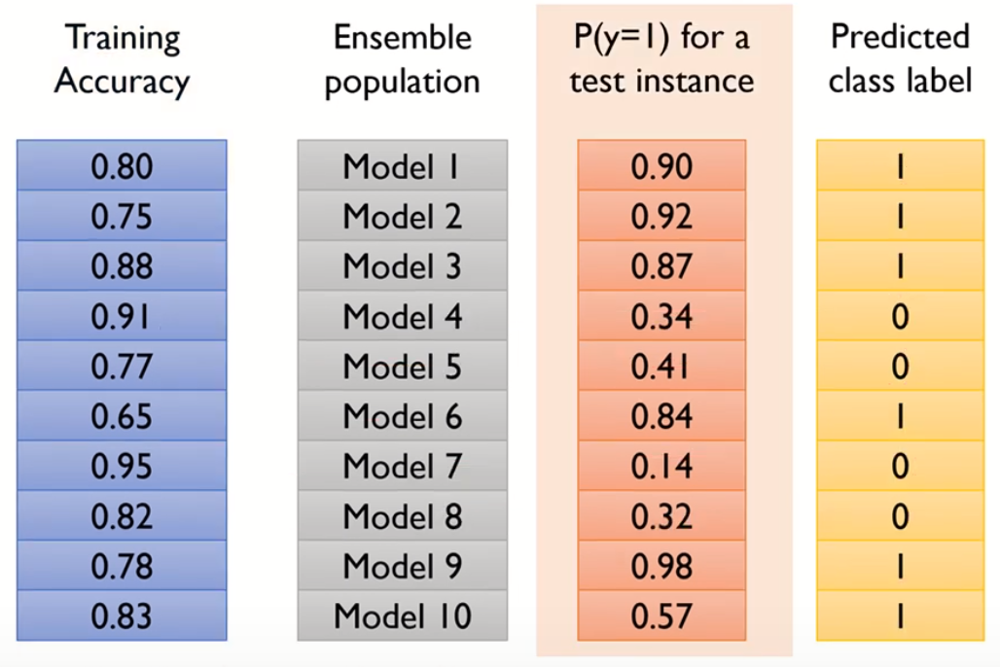 Training Accuracy
Ensemble population
P(y=1) for a test instance
Predicted class label
0.80 Model 1 0.90 1
0.75 Model 2 0.92 1
0.88 Model 3 0.87 1
0.91 Model 4 0.34 0
0.77 Model 5 0.41 0
0.65 Model 6 0.84 1
0.95 Model 7 0.14 0
0.82 Model 8 0.32 0
0.78 Model 9 0.98 1
0.83 Model 10 0.57 1